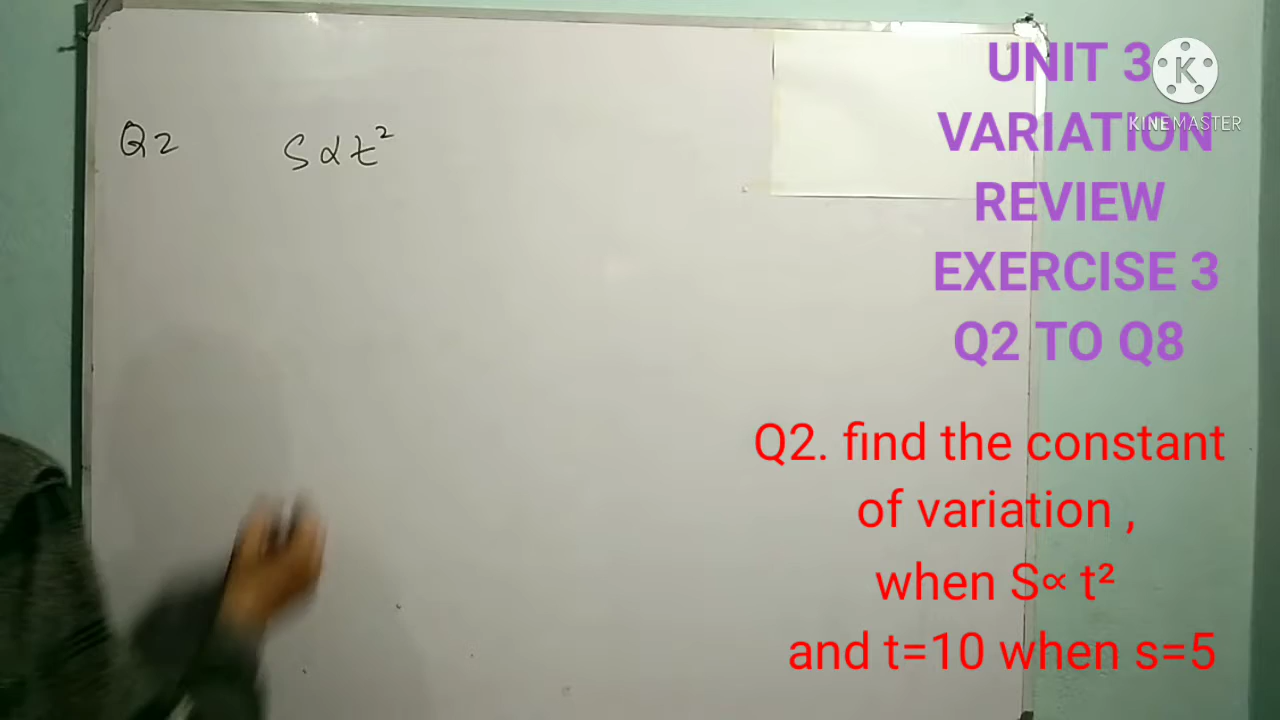 Q2 S∝t²
UNIT 3
VARIATION
REVIEW
EXERCISE 3
Q2 TO Q8
K
KINEMASTER
Q2. find the constant
of variation ,
when S∝ t²
and t=10 when s=5